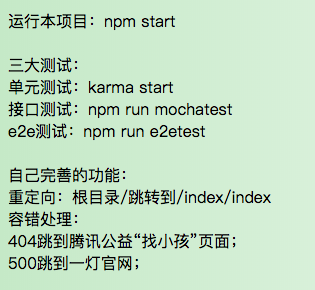 运行本项目：npm start
三大测试：
单元测试：karma start
接口测试：npm run mochatest
e2e测试：npm run e2etest
自己完善的功能：
重定向：根目录/跳转到/index/index
容错处理：
404跳到腾讯公益“找小孩”页面；
500跳到一灯官网；